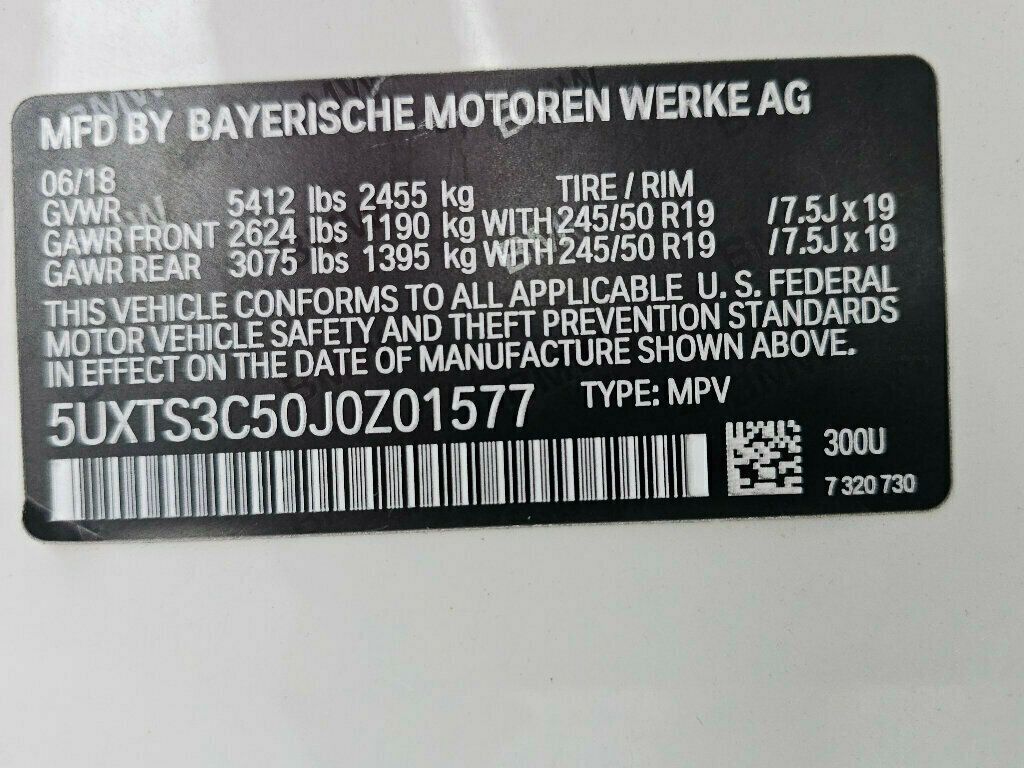 MFD BY BAYERISCHE MOTOREN WERKE AG
06/18
GVWR 5412 lbs 2455 kg TIRE / RIM
GAWR FRONT 2624 lbs 1190 kg WITH 245/50 R19 /7.5J x 19
GAWR REAR 3075 lbs 1395 kg WITH 245/50 R19 /7.5J x 19
THIS VEHICLE CONFORMS TO ALL APPLICABLE U. S. FEDERAL
MOTOR VEHICLE SAFETY AND THEFT PREVENTION STANDARDS
IN EFFECT ON THE DATE OF MANUFACTURE SHOWN ABOVE.
5UXTS3C50J0Z01577 TYPE: MPV
300U
7 320 730